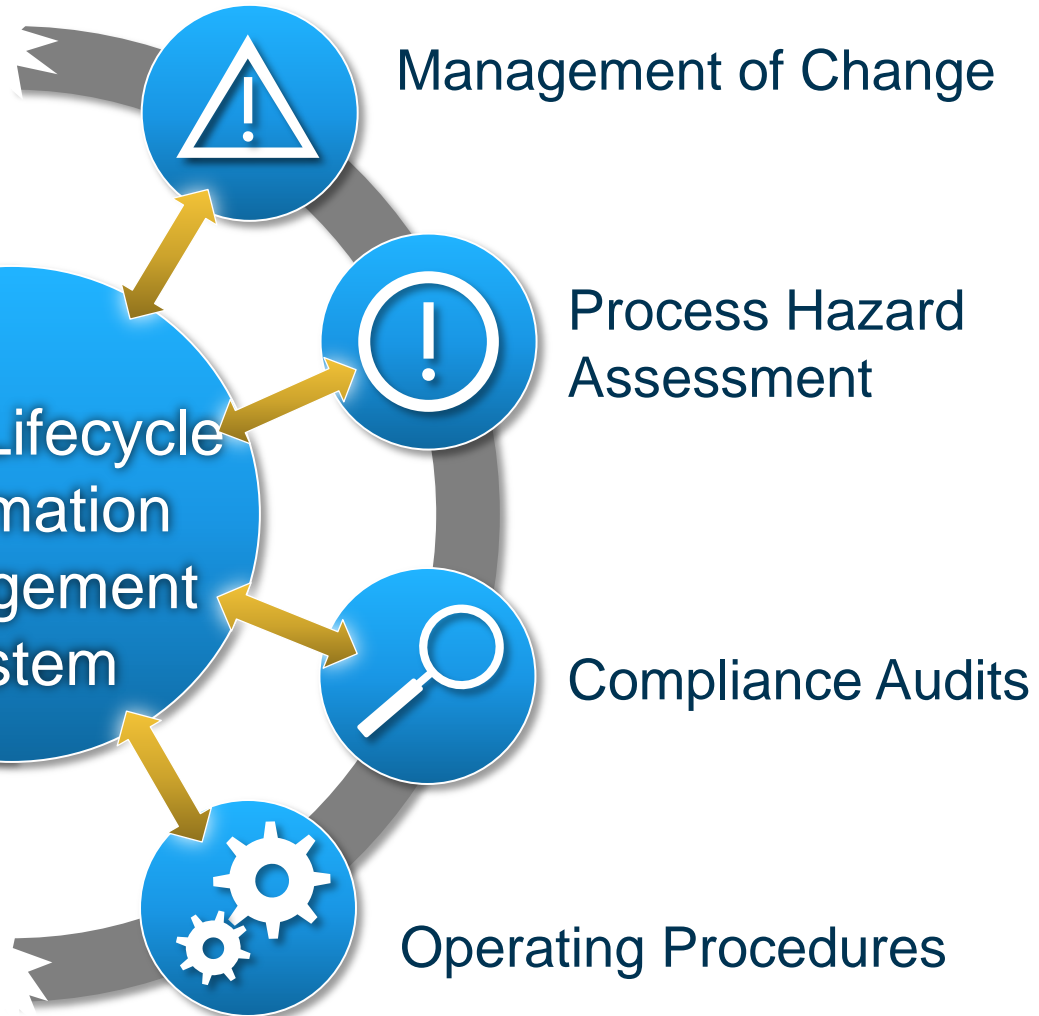 Management of Change
Process Hazard
Assessment
Lifecycle
mation
gement
stem
Compliance Audits
Operating Procedures